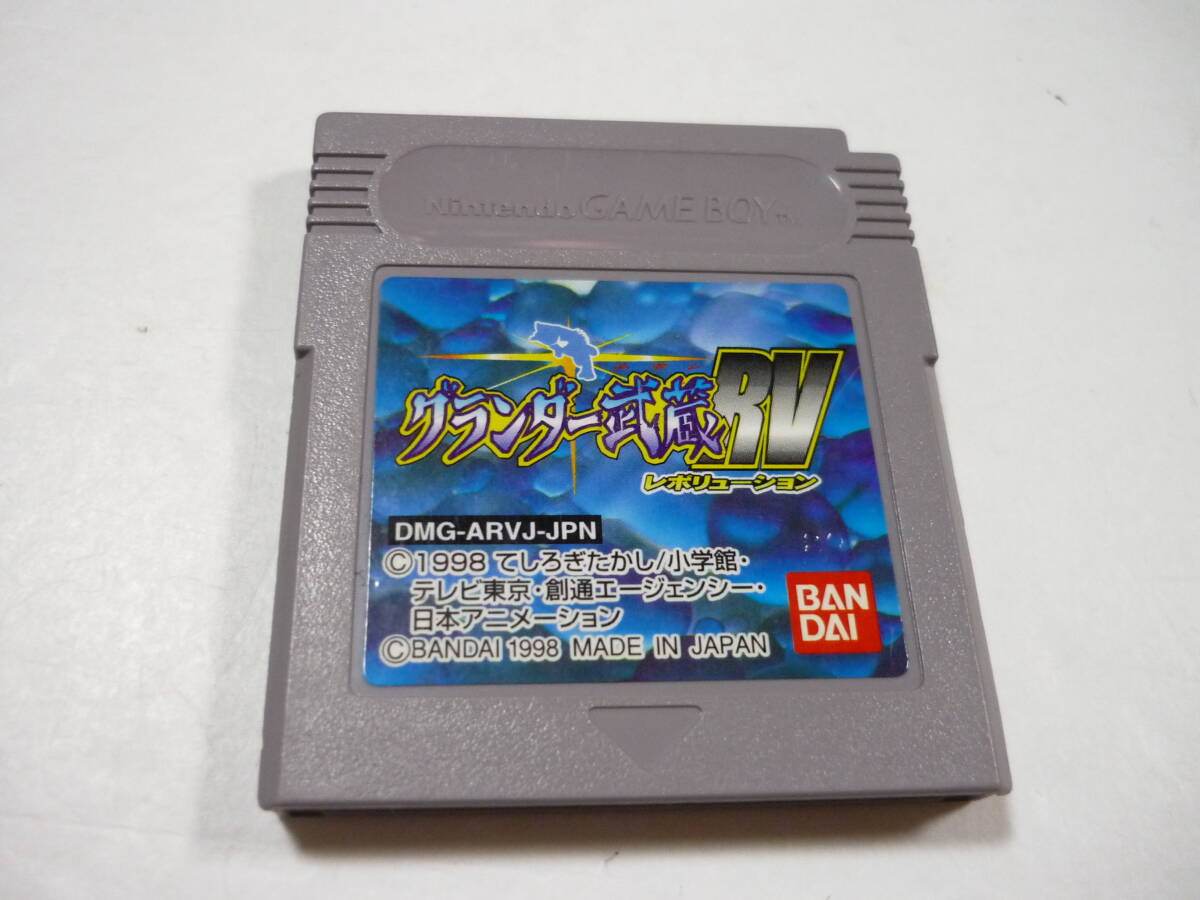 Nintendo GAME BOY TM
グランダー武蔵RV
レボリューション
DMG-ARVJ-JPN
©1998 てしろぎたかし/小学館・
テレビ東京・創通エージェンシー・
日本アニメーション
©BANDAI 1998 MADE IN JAPAN
BAN
DAI